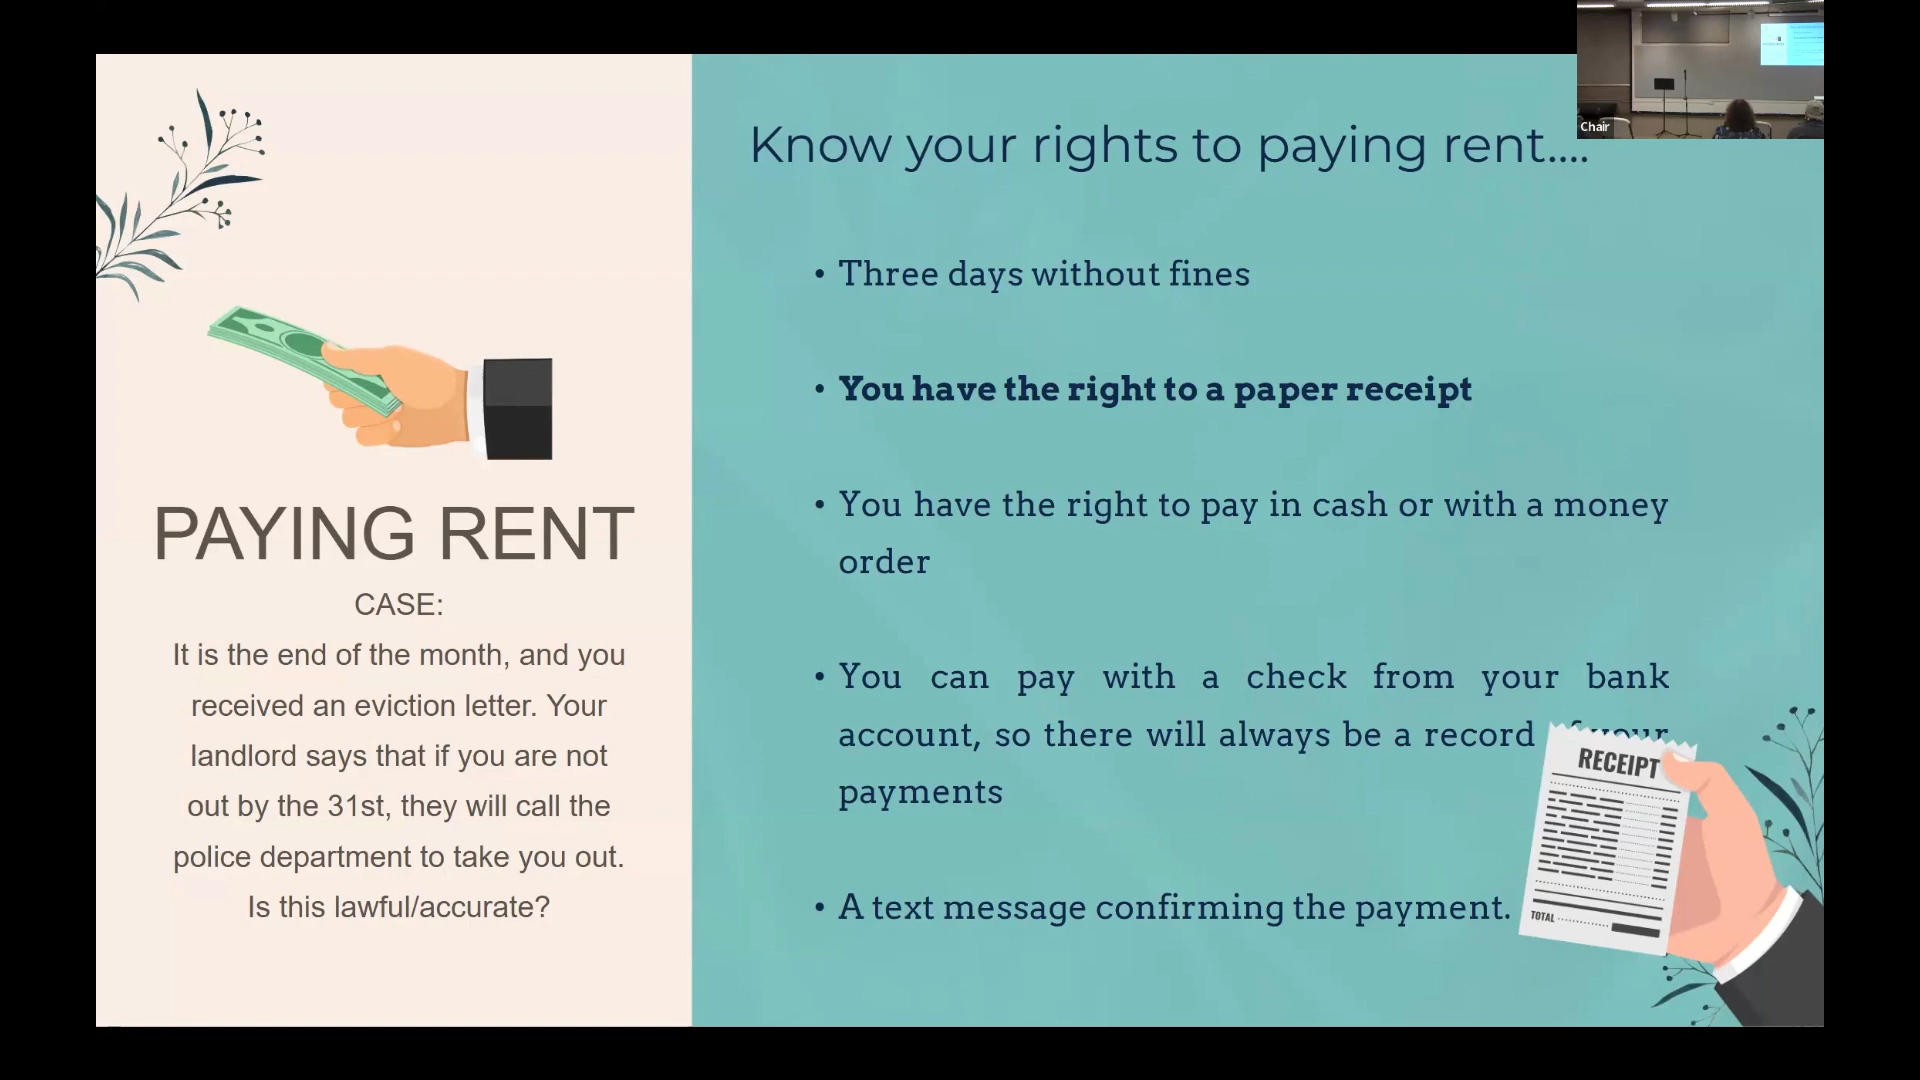 Chair
Know your rights to paying rent....
• Three days without fines
• You have the right to a paper receipt
• You have the right to pay in cash or with a money
order
• You can pay with a check from your bank
account, so there will always be a record of your
payments
• A text message confirming the payment.
PAYING RENT
CASE:
It is the end of the month, and you
received an eviction letter. Your
landlord says that if you are not
out by the 31st, they will call the
police department to take you out.
Is this lawful/accurate?
RECEIPT
TOTAL